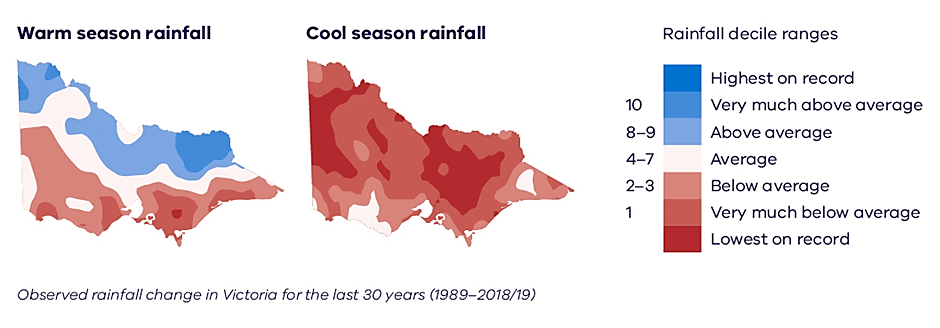 Warm season rainfall
Cool season rainfall
Rainfall decile ranges
Highest on record
10 Very much above average
8–9 Above average
4–7 Average
2–3 Below average
1 Very much below average
Lowest on record
Observed rainfall change in Victoria for the last 30 years (1989–2018/19)